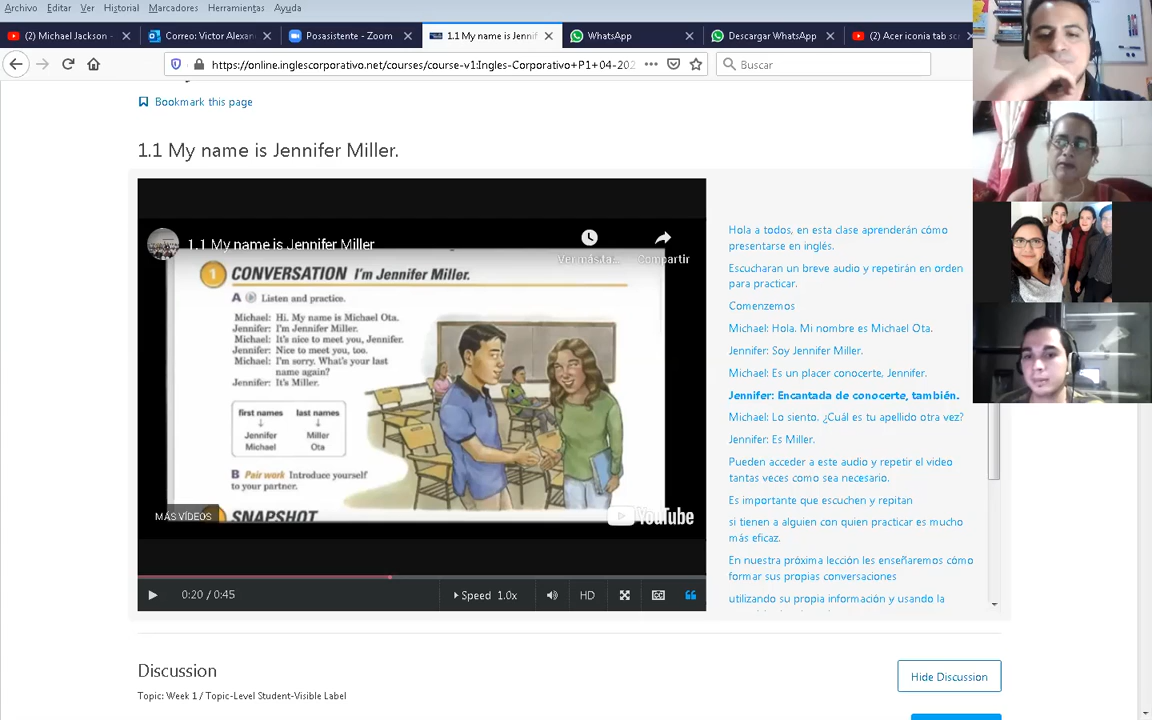 Archivo Editar Ver Historial Marcadores Herramientas Ayuda
(2) Michael Jackson -
Correo: Victor Alexan
Posasistente - Zoom
1.1 My name is Jennif
WhatsApp
Descargar WhatsApp
(2) Acer iconia tab scr
https://online.inglescorporativo.net/courses/course-v1:Ingles-Corporativo+P1+04-202
Buscar
Bookmark this page
1.1 My name is Jennifer Miller.
1.1 My name is Jennifer Miller
Ver más ta...
Compartir
1 CONVERSATION I'm Jennifer Miller.
A Listen and practice.
Michael: Hi. My name is Michael Ota.
Jennifer: I'm Jennifer Miller.
Michael: It's nice to meet you, Jennifer.
Jennifer: Nice to meet you, too.
Michael: I'm sorry. What's your last
name again?
Jennifer: It's Miller.
first names last names
Jennifer Miller
Michael Ota
B Pair work Introduce yourself
to your partner.
SNAPSHOT
MÁS VÍDEOS
YouTube
0:20 / 0:45
Speed 1.0x
HD
Hola a todos, en esta clase aprenderán cómo
presentarse en inglés.
Escucharan un breve audio y repetirán en orden
para practicar.
Comenzemos
Michael: Hola. Mi nombre es Michael Ota.
Jennifer: Soy Jennifer Miller.
Michael: Es un placer conocerte, Jennifer.
Jennifer: Encantada de conocerte, también.
Michael: Lo siento. ¿Cuál es tu apellido otra vez?
Jennifer: Es Miller.
Pueden acceder a este audio y repetir el video
tantas veces como sea necesario.
Es importante que escuchen y repitan
si tienen a alguien con quien practicar es mucho
más eficaz.
En nuestra próxima lección les enseñaremos cómo
formar sus propias conversaciones
utilizando su propia información y usando la
Discussion
Hide Discussion
Topic: Week 1 / Topic-Level Student-Visible Label